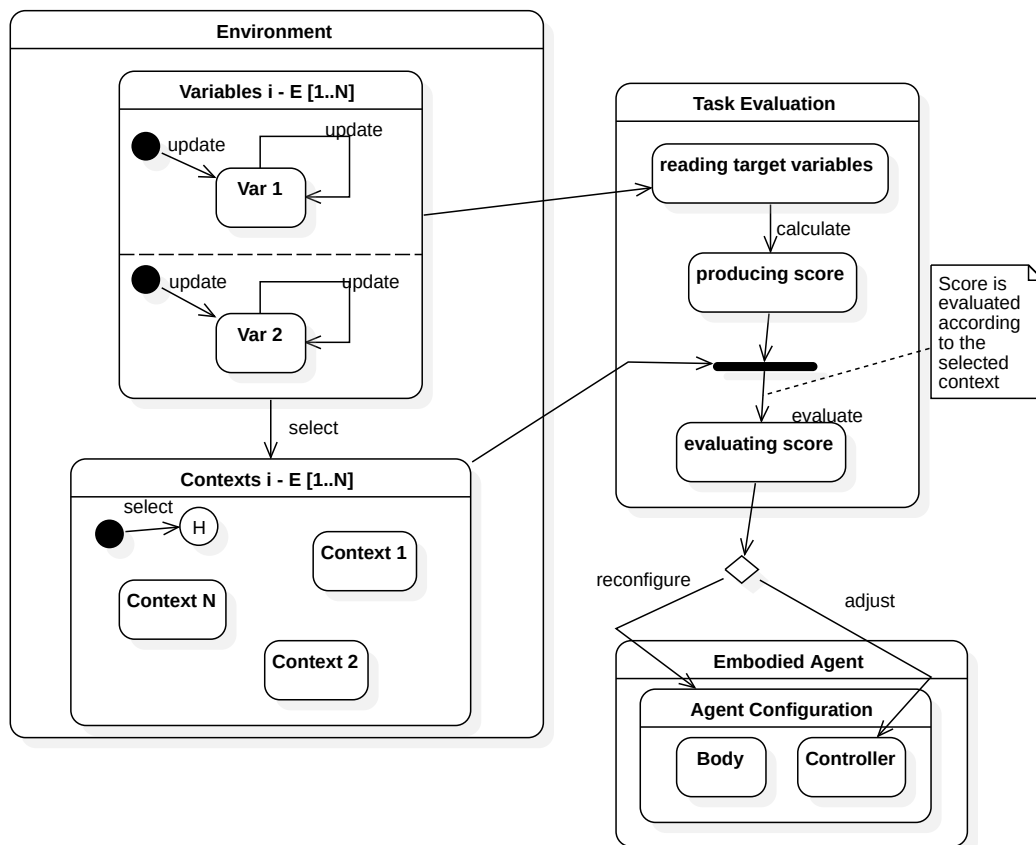 Environment
Variables i - E [1..N]
update
update
Var 1
update
update
Var 2
select
Contexts i - E [1..N]
select
H
Context 1
Context N
Context 2
Task Evaluation
reading target variables
calculate
producing score
evaluate
evaluating score
Score is
evaluated
according
to the
selected
context
reconfigure
adjust
Embodied Agent
Agent Configuration
Body
Controller